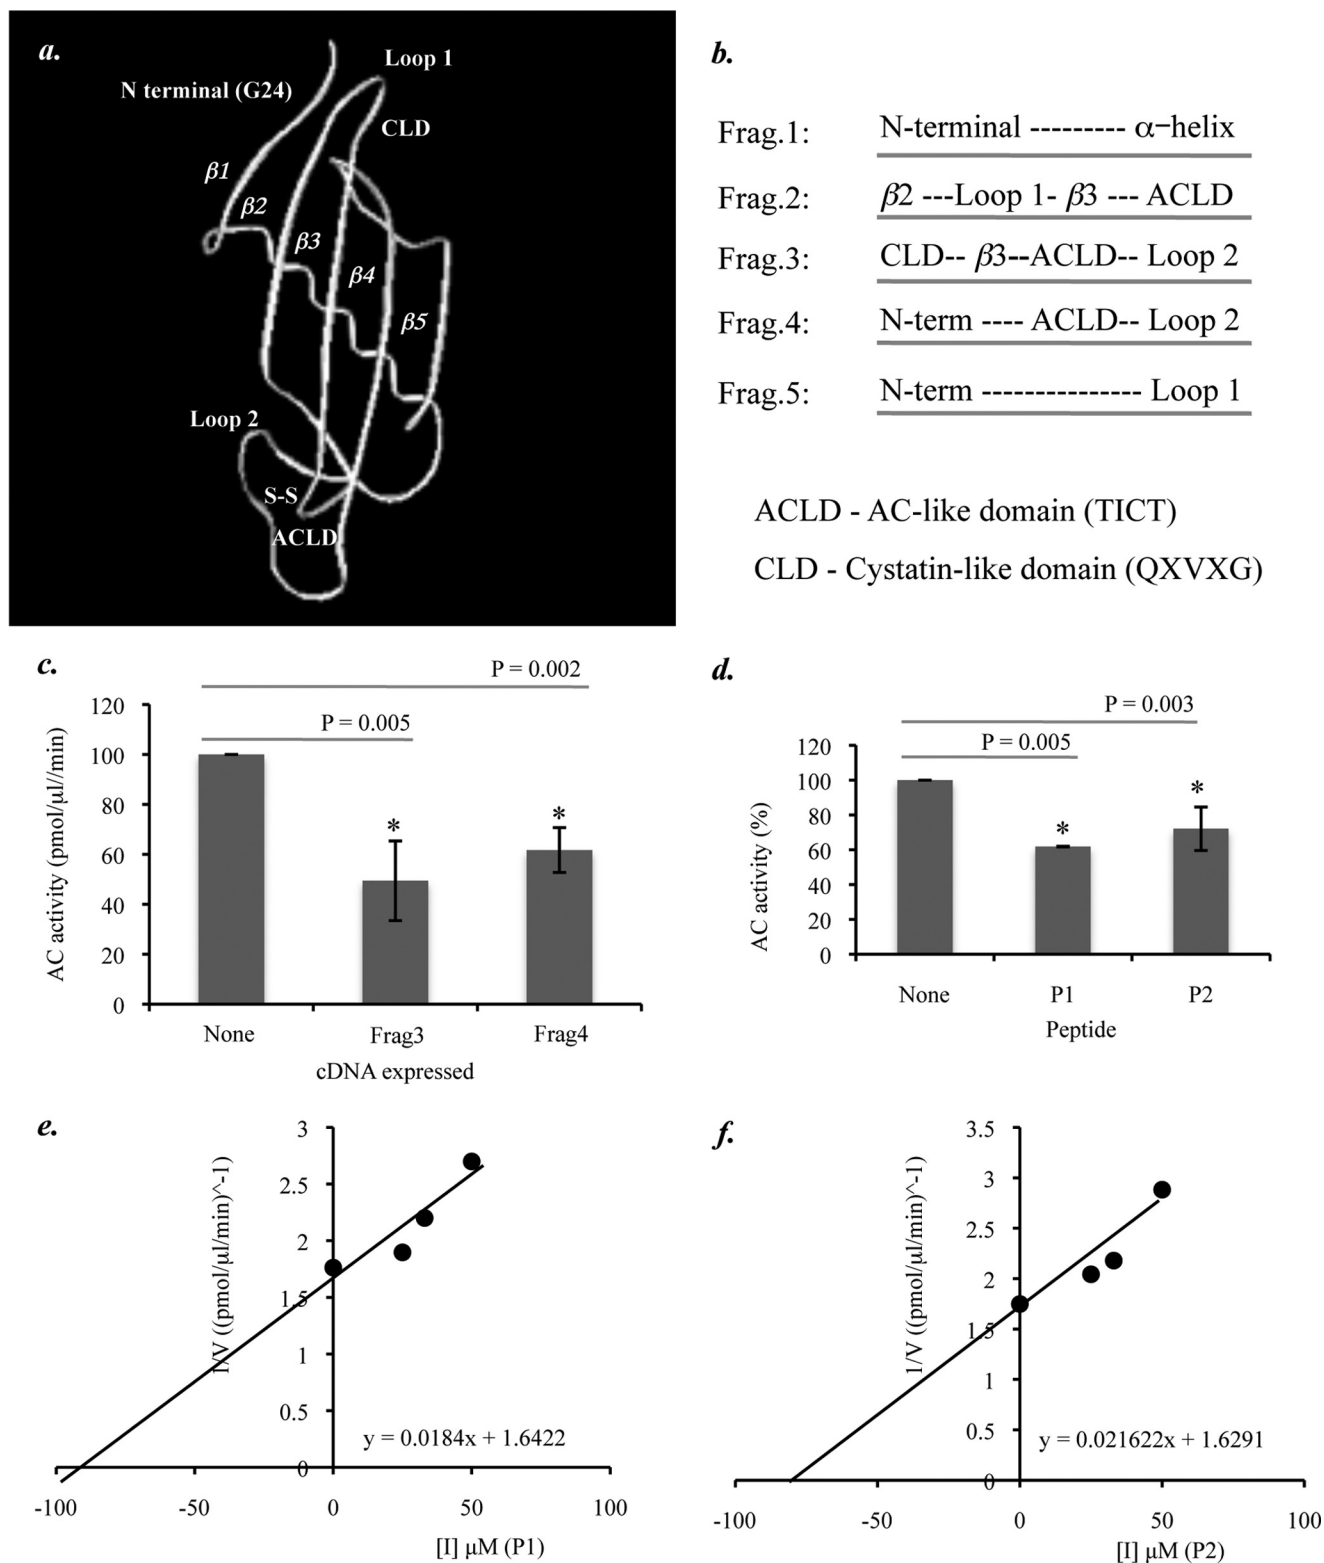 a.
Loop 1
N terminal (G24)
CLD
β1
β2
β3
β4
β5
Loop 2
S-S
ACLD
b.
Frag.1: N-terminal --------- α-helix
Frag.2: β2 ---Loop 1- β3 --- ACLD
Frag.3: CLD-- β3--ACLD-- Loop 2
Frag.4: N-term ---- ACLD-- Loop 2
Frag.5: N-term --------------- Loop 1
ACLD - AC-like domain (TICT)
CLD - Cystatin-like domain (QXVXG)
c.
P = 0.002
P = 0.005
AC activity (pmol/µl//min)
120
100
80
60
40
20
0
* *
None Frag3 Frag4
cDNA expressed
d.
P = 0.003
P = 0.005
AC activity (%)
120
100
80
60
40
20
0
* *
None P1 P2
Peptide
e.
1/V ((pmol/µl/min)^-1)
3
2.5
2
1.5
1
0.5
0
y = 0.0184x + 1.6422
-100 -50 0 50 100
[I] µM (P1)
f.
1/V ((pmol/µl/min)^-1)
3.5
3
2.5
2
1.5
1
0.5
0
y = 0.021622x + 1.6291
-100 -50 0 50 100
[I] µM (P2)